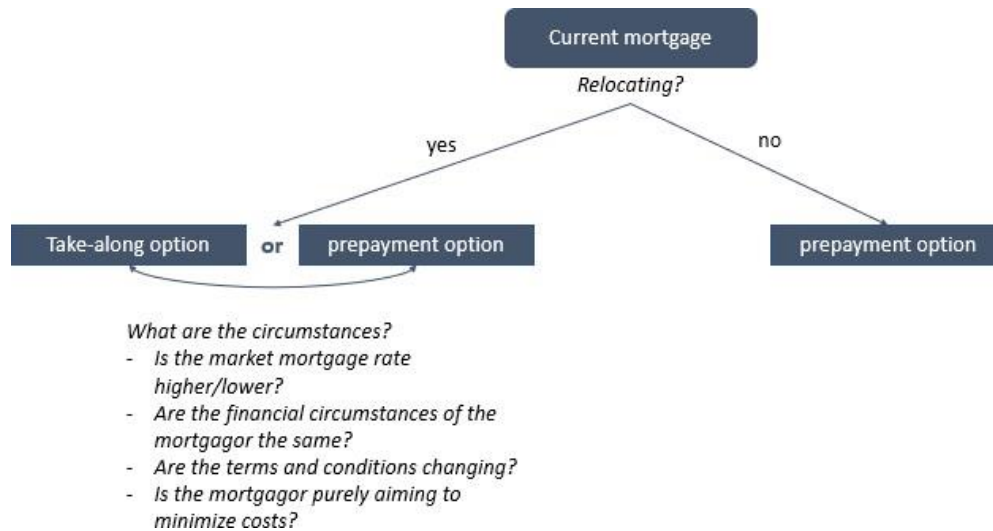 Current mortgage
Relocating?
yes
no
Take-along option
or
prepayment option
prepayment option
What are the circumstances?
- Is the market mortgage rate
higher/lower?
- Are the financial circumstances of the
mortgagor the same?
- Are the terms and conditions changing?
- Is the mortgagor purely aiming to
minimize costs?